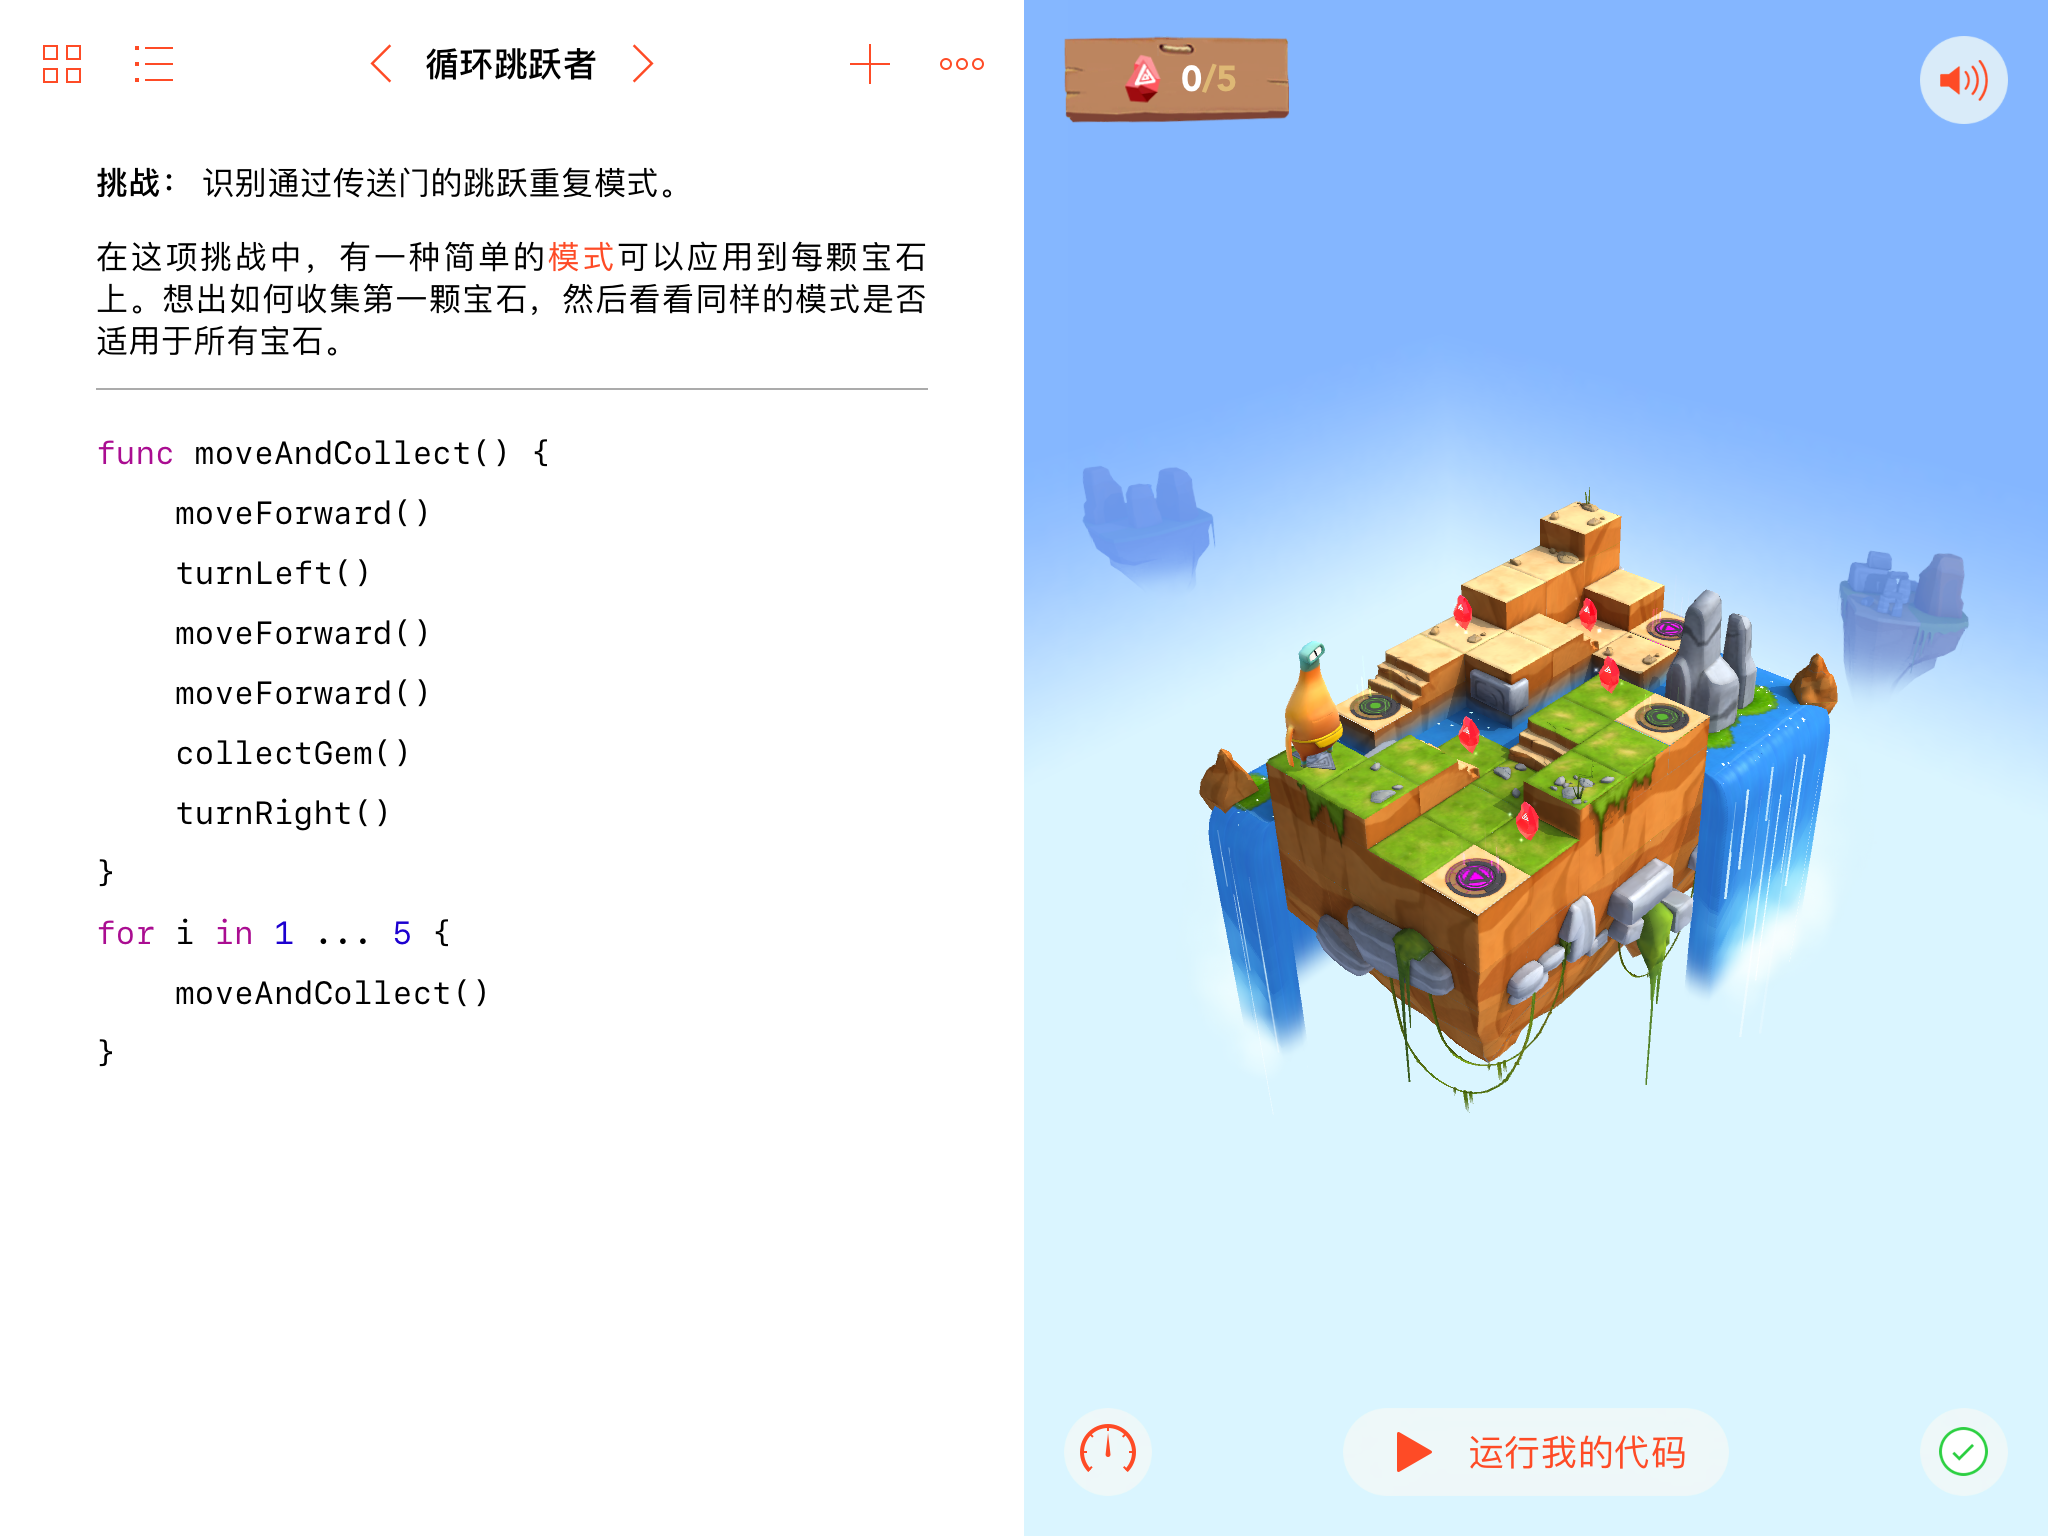 循环跳跃者
挑战： 识别通过传送门的跳跃重复模式。
在这项挑战中，有一种简单的模式可以应用到每颗宝石
上。想出如何收集第一颗宝石，然后看看同样的模式是否
适用于所有宝石。
func moveAndCollect() {
    moveForward()
    turnLeft()
    moveForward()
    moveForward()
    collectGem()
    turnRight()
}
for i in 1 ... 5 {
    moveAndCollect()
}
0/5
运行我的代码